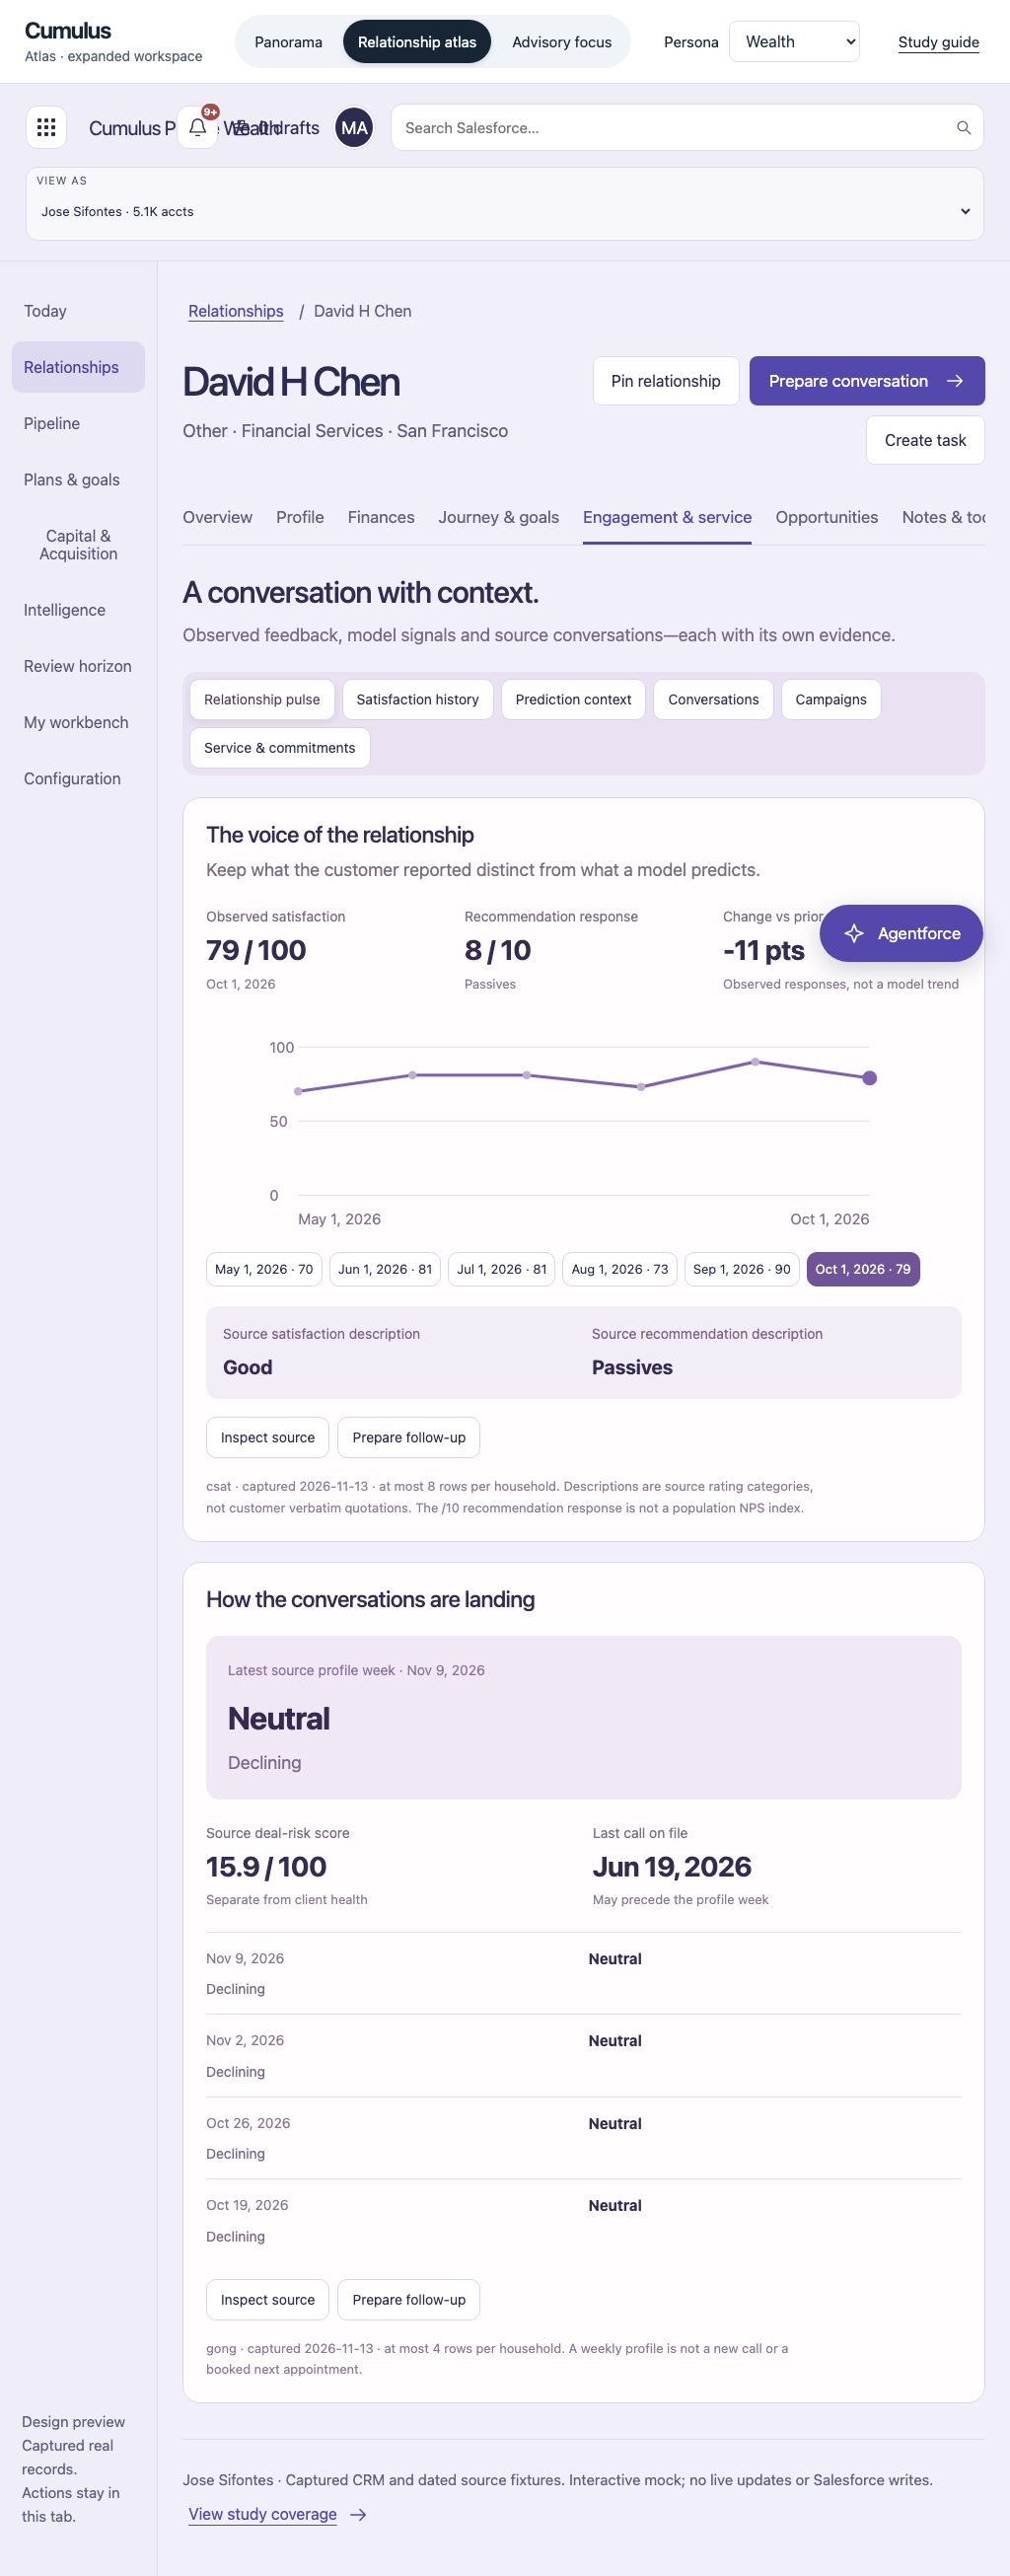 Cumulus
Atlas · expanded workspace
Panorama
Relationship atlas
Advisory focus
Persona
Wealth
Study guide
Cumulus P
9+
Wealth
0 drafts
MA
Search Salesforce...
VIEW AS
Jose Sifontes · 5.1K accts
Today
Relationships
Pipeline
Plans & goals
Capital &
Acquisition
Intelligence
Review horizon
My workbench
Configuration
Relationships / David H Chen
David H Chen
Other · Financial Services · San Francisco
Pin relationship
Prepare conversation →
Create task
Overview
Profile
Finances
Journey & goals
Engagement & service
Opportunities
Notes &
A conversation with context.
Observed feedback, model signals and source conversations—each with its own evidence.
Relationship pulse
Satisfaction history
Prediction context
Conversations
Campaigns
Service & commitments
The voice of the relationship
Keep what the customer reported distinct from what a model predicts.
Observed satisfaction
79 / 100
Oct 1, 2026
Recommendation response
8 / 10
Passives
Change vs prior
-11 pts
Observed responses, not a model trend
Agentforce
100
50
0
May 1, 2026
Oct 1, 2026
May 1, 2026 · 70
Jun 1, 2026 · 81
Jul 1, 2026 · 81
Aug 1, 2026 · 73
Sep 1, 2026 · 90
Oct 1, 2026 · 79
Source satisfaction description
Good
Source recommendation description
Passives
Inspect source
Prepare follow-up
csat · captured 2026-11-13 · at most 8 rows per household. Descriptions are source rating categories,
not customer verbatim quotations. The /10 recommendation response is not a population NPS index.
How the conversations are landing
Latest source profile week · Nov 9, 2026
Neutral
Declining
Source deal-risk score
15.9 / 100
Separate from client health
Last call on file
Jun 19, 2026
May precede the profile week
Nov 9, 2026
Neutral
Declining
Nov 2, 2026
Neutral
Declining
Oct 26, 2026
Neutral
Declining
Oct 19, 2026
Neutral
Declining
Inspect source
Prepare follow-up
gong · captured 2026-11-13 · at most 4 rows per household. A weekly profile is not a new call or a
booked next appointment.
Design preview
Captured real
records.
Actions stay in
this tab.
Jose Sifontes · Captured CRM and dated source fixtures. Interactive mock; no live updates or Salesforce writes.
View study coverage →